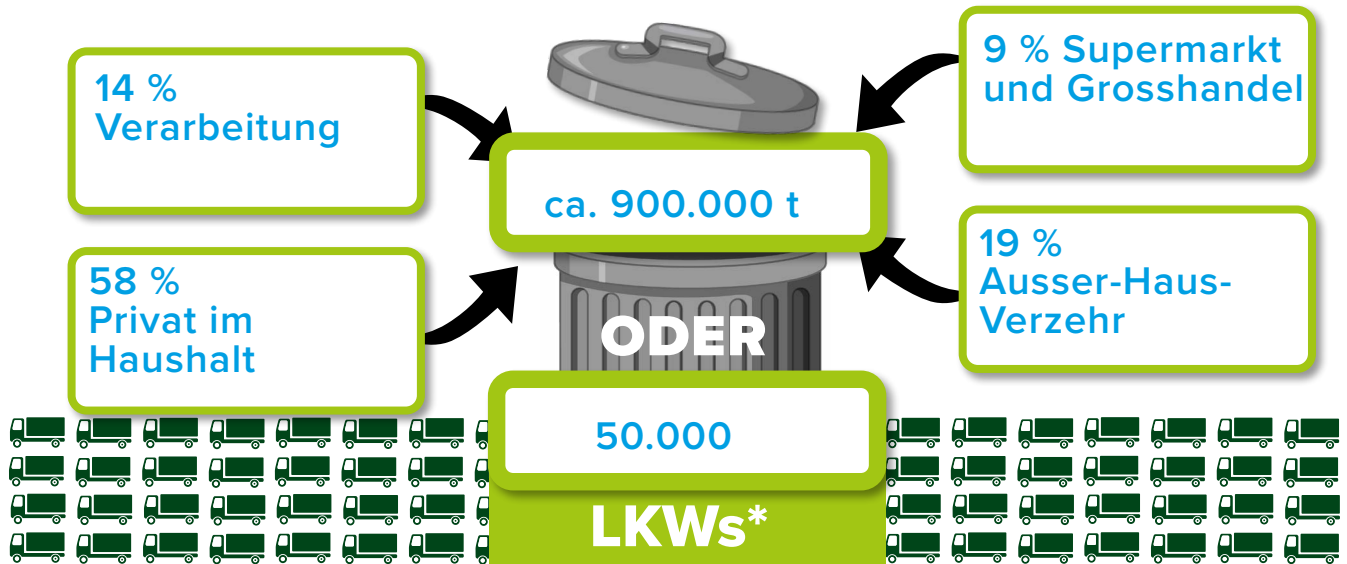 14 %
Verarbeitung
9 % Supermarkt
und Grosshandel
ca. 900.000 t
58 %
Privat im
Haushalt
19 %
Ausser-Haus-
Verzehr
ODER
50.000
LKWs*